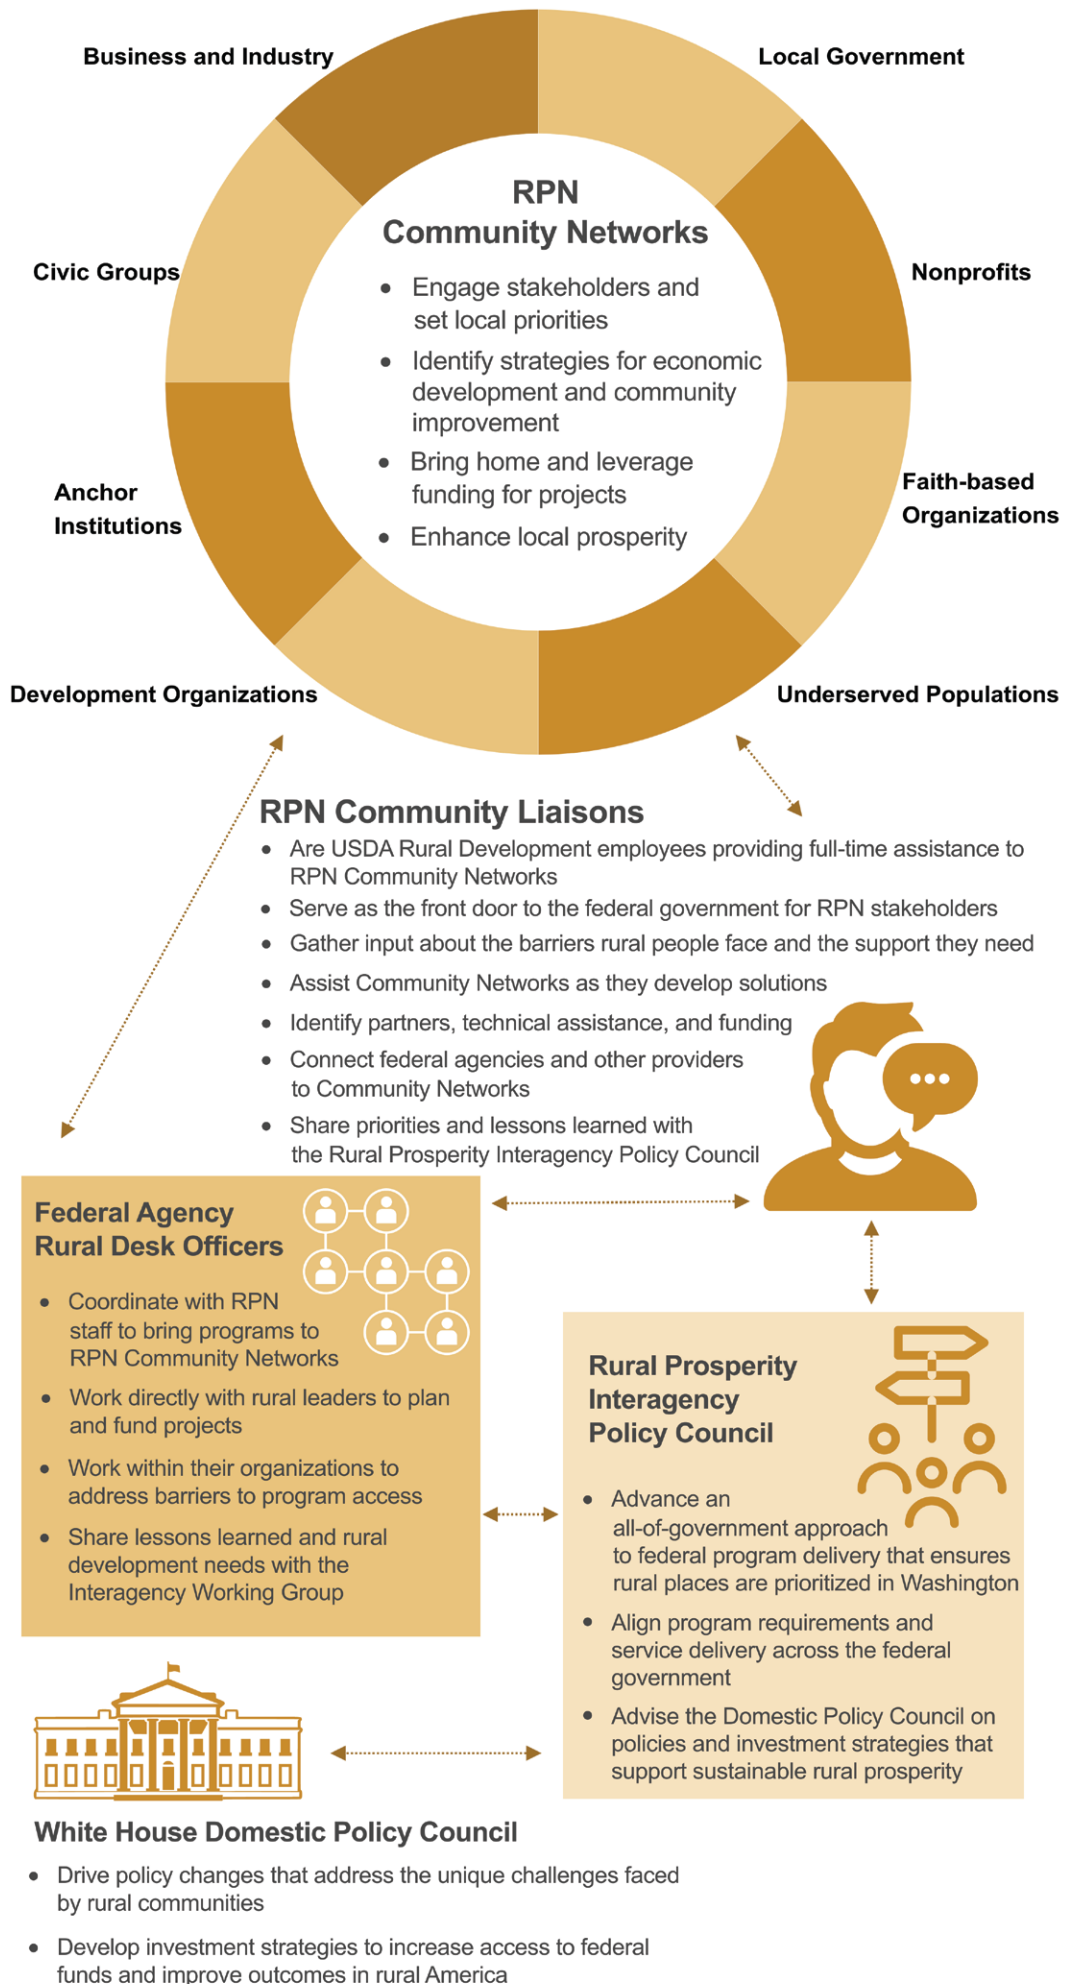 Business and Industry
Local Government
Civic Groups
Nonprofits
Anchor
Institutions
Faith-based
Organizations
Development Organizations
Underserved Populations
RPN
Community Networks
• Engage stakeholders and
set local priorities
• Identify strategies for economic
development and community
improvement
• Bring home and leverage
funding for projects
• Enhance local prosperity
RPN Community Liaisons
• Are USDA Rural Development employees providing full-time assistance to
RPN Community Networks
• Serve as the front door to the federal government for RPN stakeholders
• Gather input about the barriers rural people face and the support they need
• Assist Community Networks as they develop solutions
• Identify partners, technical assistance, and funding
• Connect federal agencies and other providers
to Community Networks
• Share priorities and lessons learned with
the Rural Prosperity Interagency Policy Council
Federal Agency
Rural Desk Officers
• Coordinate with RPN
staff to bring programs to
RPN Community Networks
• Work directly with rural leaders to plan
and fund projects
• Work within their organizations to
address barriers to program access
• Share lessons learned and rural
development needs with the
Interagency Working Group
Rural Prosperity
Interagency
Policy Council
• Advance an
all-of-government approach
to federal program delivery that ensures
rural places are prioritized in Washington
• Align program requirements and
service delivery across the federal
government
• Advise the Domestic Policy Council on
policies and investment strategies that
support sustainable rural prosperity
White House Domestic Policy Council
• Drive policy changes that address the unique challenges faced
by rural communities
• Develop investment strategies to increase access to federal
funds and improve outcomes in rural America